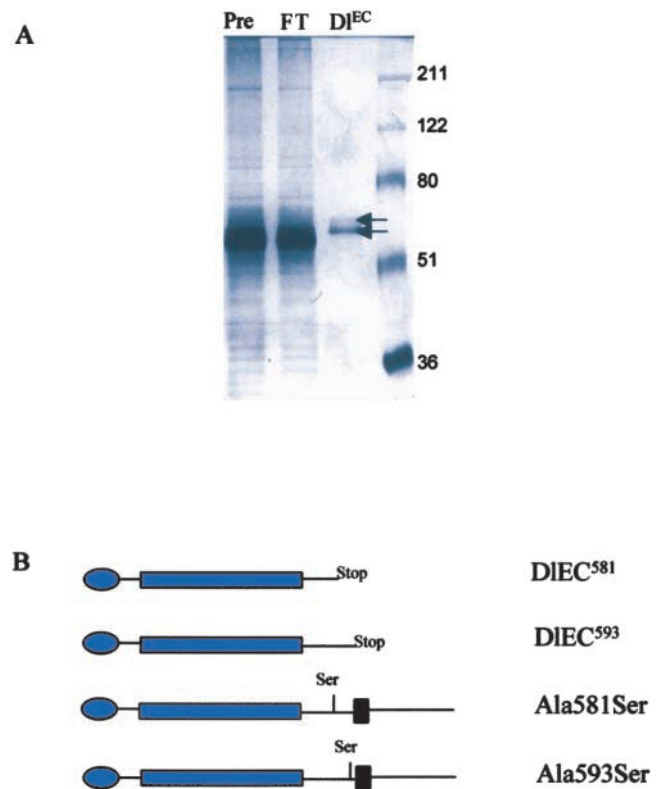 A
Pre FT Dl^EC
211
122
80
51
36
B
Stop DlEC^581
Stop DlEC^593
Ser Ala581Ser
Ser Ala593Ser